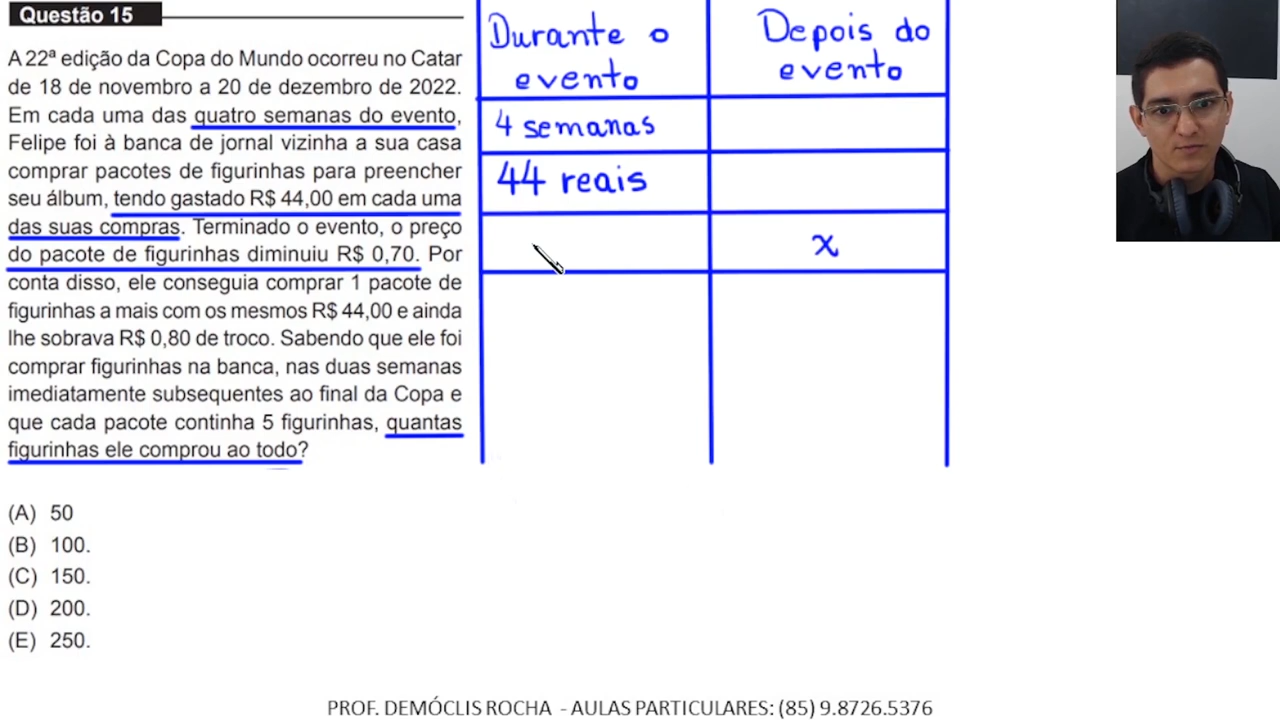 Questão 15
A 22ª edição da Copa do Mundo ocorreu no Catar
de 18 de novembro a 20 de dezembro de 2022.
Em cada uma das quatro semanas do evento,
Felipe foi à banca de jornal vizinha a sua casa
comprar pacotes de figurinhas para preencher
seu álbum, tendo gastado R$ 44,00 em cada uma
das suas compras. Terminado o evento, o preço
do pacote de figurinhas diminuiu R$ 0,70. Por
conta disso, ele conseguia comprar 1 pacote de
figurinhas a mais com os mesmos R$ 44,00 e ainda
lhe sobrava R$ 0,80 de troco. Sabendo que ele foi
comprar figurinhas na banca, nas duas semanas
imediatamente subsequentes ao final da Copa e
que cada pacote continha 5 figurinhas, quantas
figurinhas ele comprou ao todo?
(A) 50
(B) 100.
(C) 150.
(D) 200.
(E) 250.
Durante o
evento
Depois do
evento
4 semanas
44 reais
x
PROF. DEMÓCLIS ROCHA - AULAS PARTICULARES: (85) 9.8726.5376